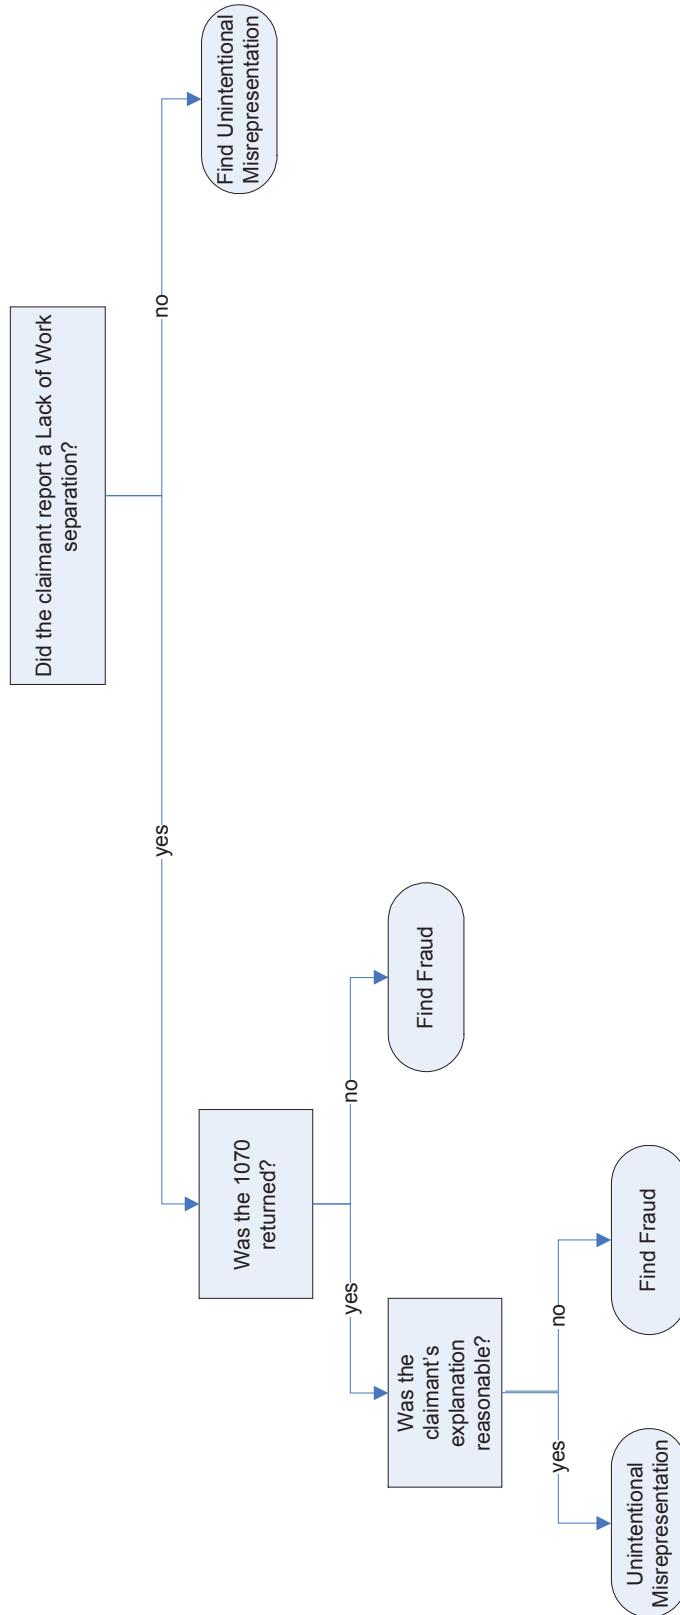 Did the claimant report a Lack of Work
separation?
yes
no
Was the 1070
returned?
Find Unintentional
Misrepresentation
yes
no
Was the
claimant's
explanation
reasonable?
Find Fraud
yes
no
Unintentional
Misrepresentation
Find Fraud